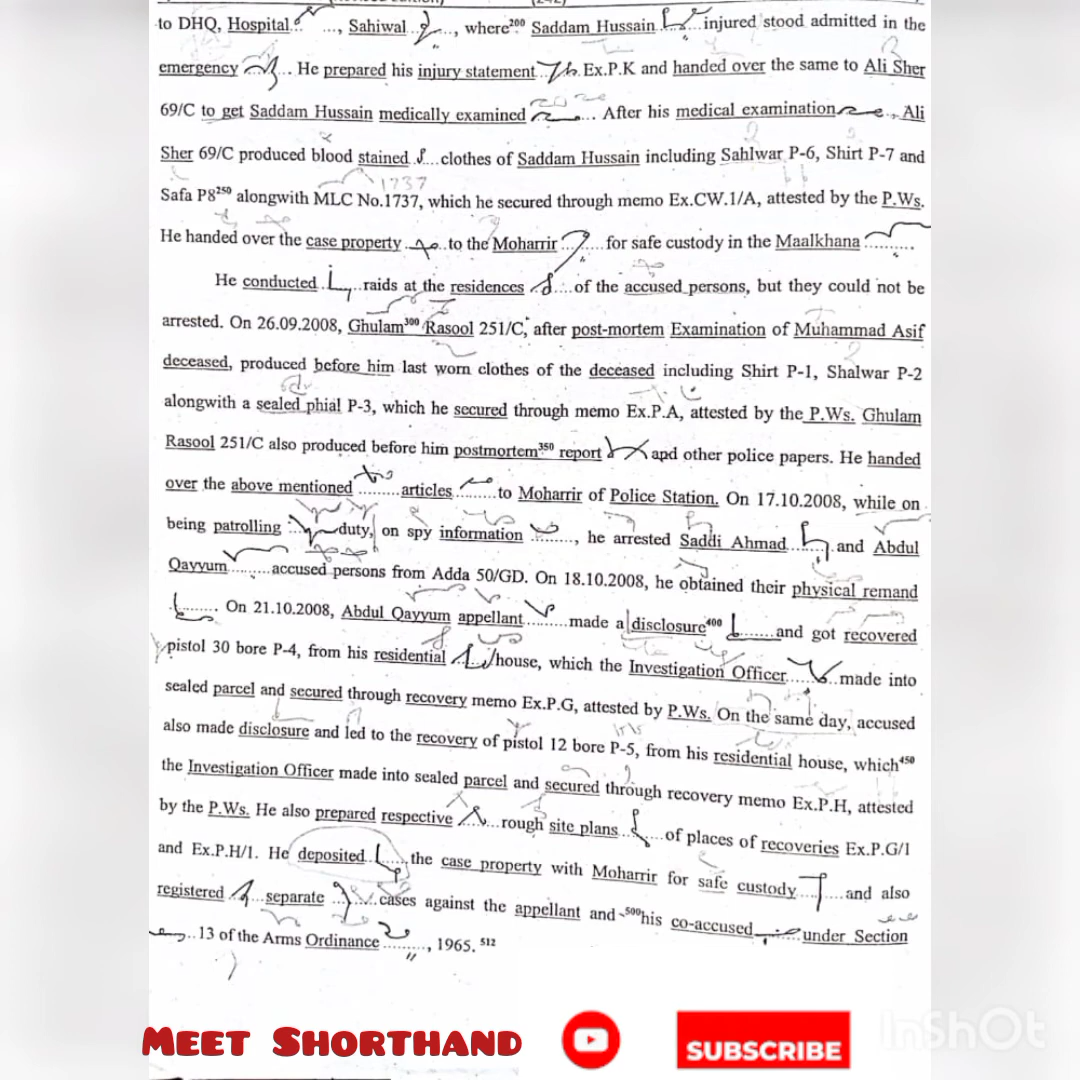 to DHQ, Hospital ..., Sahiwal ..., where200 Saddam Hussain ... injured stood admitted in the
emergency ... He prepared his injury statement ... Ex.P.K and handed over the same to Ali Sher
69/C to get Saddam Hussain medically examined ... After his medical examination ... Ali
Sher 69/C produced blood stained ... clothes of Saddam Hussain including Sahlwar P-6, Shirt P-7 and
1737
Safa P8250 alongwith MLC No.1737, which he secured through memo Ex.CW.1/A, attested by the P.Ws.
He handed over the case property ... to the Moharrir ... for safe custody in the Maalkhana .........
He conducted ... raids at the residences ... of the accused persons, but they could not be
arrested. On 26.09.2008, Ghulam300 Rasool 251/C, after post-mortem Examination of Muhammad Asif
deceased, produced before him last worn clothes of the deceased including Shirt P-1, Shalwar P-2
alongwith a sealed phial P-3, which he secured through memo Ex.P.A, attested by the P.Ws. Ghulam
Rasool 251/C also produced before him postmortem350 report and other police papers. He handed
over the above mentioned ......... articles ......... to Moharrir of Police Station. On 17.10.2008, while on
being patrolling ... duty, on spy information ........., he arrested Saddi Ahmad ... and Abdul
Qayyum ......... accused persons from Adda 50/GD. On 18.10.2008, he obtained their physical remand
......... On 21.10.2008, Abdul Qayyum appellant ......... made a disclosure400 ......... and got recovered
pistol 30 bore P-4, from his residential ... house, which the Investigation Officer ...... made into
sealed parcel and secured through recovery memo Ex.P.G, attested by P.Ws. On the same day, accused
also made disclosure and led to the recovery of pistol 12 bore P-5, from his residential house, which450
the Investigation Officer made into sealed parcel and secured through recovery memo Ex.P.H, attested
by the P.Ws. He also prepared respective ... rough site plans ... of places of recoveries Ex.P.G/1
and Ex.P.H/1. He deposited ... the case property with Moharrir for safe custody ... and also
registered ... separate ... cases against the appellant and 500his co-accused ... under Section
... 13 of the Arms Ordinance ........, 1965. 512
MEET SHORTHAND
SUBSCRIBE
InShOt